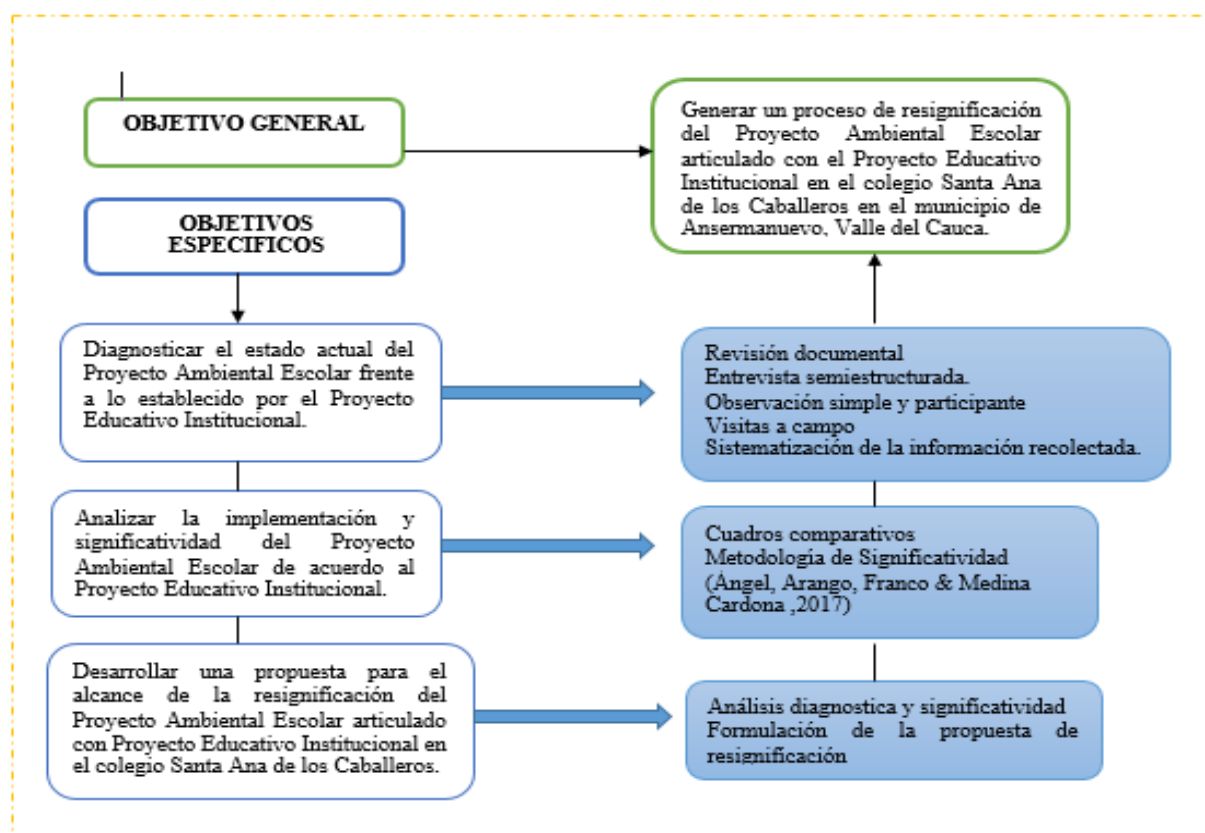 OBJETIVO GENERAL
Generar un proceso de resignificación
del Proyecto Ambiental Escolar
articulado con el Proyecto Educativo
Institucional en el colegio Santa Ana
de los Caballeros en el municipio de
Ansermanuevo, Valle del Cauca.
OBJETIVOS
ESPECIFICOS
Diagnosticar el estado actual del
Proyecto Ambiental Escolar frente
a lo establecido por el Proyecto
Educativo Institucional.
Revisión documental
Entrevista semiestructurada.
Observación simple y participante
Visitas a campo
Sistematización de la información recolectada.
Analizar la implementación y
significatividad del Proyecto
Ambiental Escolar de acuerdo al
Proyecto Educativo Institucional.
Cuadros comparativos
Metodología de Significatividad
(Ángel, Arango, Franco & Medina
Cardona ,2017)
Desarrollar una propuesta para el
alcance de la resignificación del
Proyecto Ambiental Escolar articulado
con Proyecto Educativo Institucional en
el colegio Santa Ana de los Caballeros.
Análisis diagnostica y significatividad
Formulación de la propuesta de
resignificación